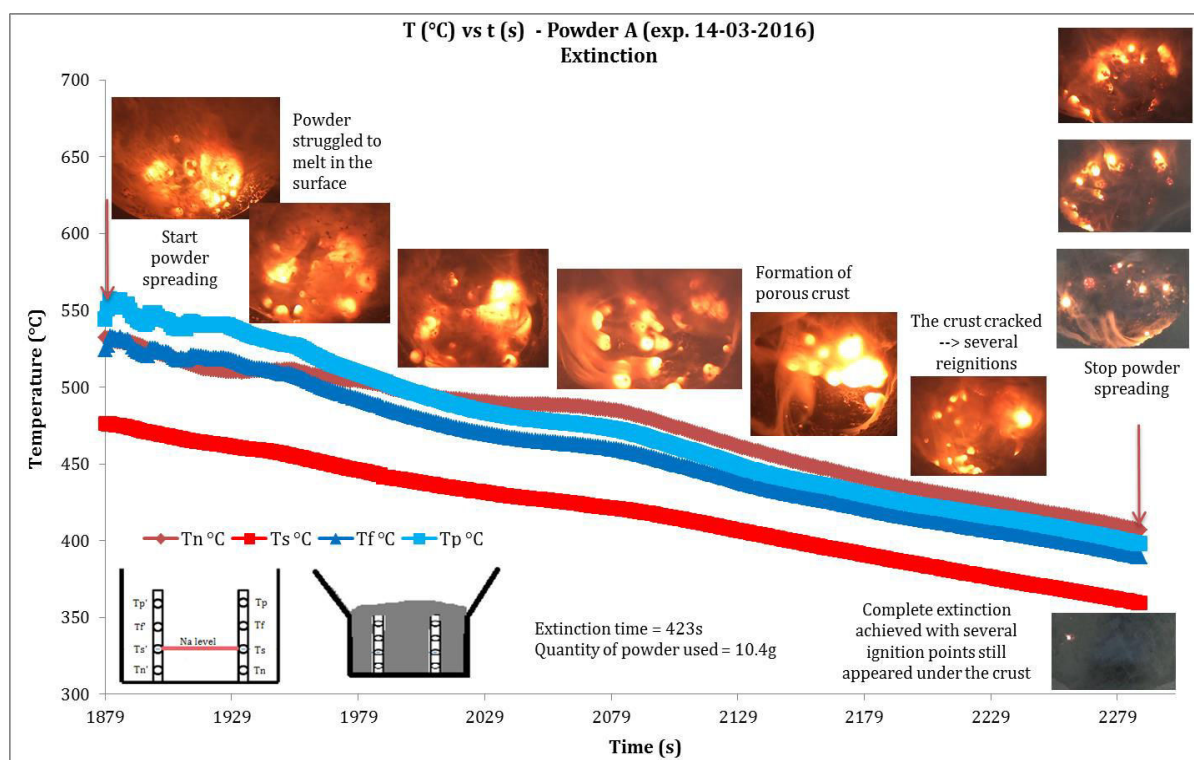 T (°C) vs t (s) - Powder A (exp. 14-03-2016)
Extinction
Temperature (°C)
700
650
600
550
500
450
400
350
300
Powder
struggled to
melt in the
surface
Start
powder
spreading
Formation of
porous crust
The crust cracked
--> several
reignitions
Stop powder
spreading
Tn °C Ts °C Tf °C Tp °C
Tp' Tp
Tf' Tf
Na level
Ts' Ts
Tn' Tn
Extinction time = 423s
Quantity of powder used = 10.4g
Complete extinction
achieved with several
ignition points still
appeared under the crust
1879 1929 1979 2029 2079 2129 2179 2229 2279
Time (s)